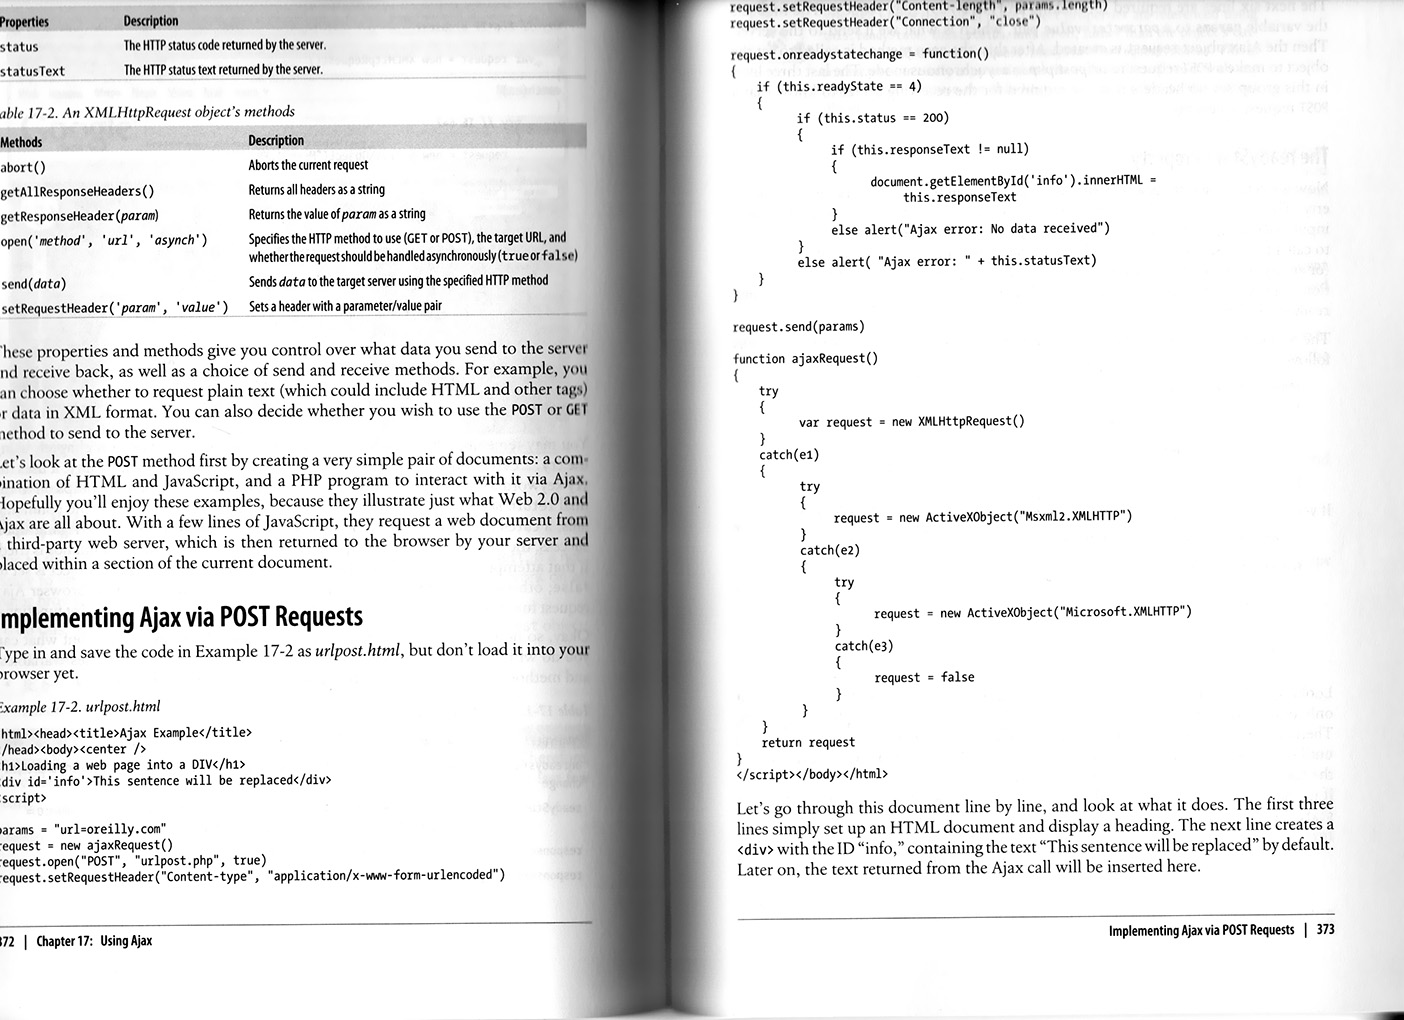 Properties Description
status The HTTP status code returned by the server.
statusText The HTTP status text returned by the server.
able 17-2. An XMLHttpRequest object's methods
Methods Description
abort() Aborts the current request
getAllResponseHeaders() Returns all headers as a string
getResponseHeader(param) Returns the value of param as a string
open('method', 'url', 'asynch') Specifies the HTTP method to use (GET or POST), the target URL, and
whether the request should be handled asynchronously (true or false)
send(data) Sends data to the target server using the specified HTTP method
setRequestHeader('param', 'value') Sets a header with a parameter/value pair
hese properties and methods give you control over what data you send to the server
nd receive back, as well as a choice of send and receive methods. For example, you
an choose whether to request plain text (which could include HTML and other tags)
r data in XML format. You can also decide whether you wish to use the POST or GET
nethod to send to the server.
et's look at the POST method first by creating a very simple pair of documents: a com-
ination of HTML and JavaScript, and a PHP program to interact with it via Ajax.
Hopefully you'll enjoy these examples, because they illustrate just what Web 2.0 and
Ajax are all about. With a few lines of JavaScript, they request a web document from
third-party web server, which is then returned to the browser by your server and
placed within a section of the current document.
mplementing Ajax via POST Requests
Type in and save the code in Example 17-2 as urlpost.html, but don't load it into your
browser yet.
Example 17-2. urlpost.html
html><head><title>Ajax Example</title>
/head><body><center />
h1>Loading a web page into a DIV</h1>
div id='info'>This sentence will be replaced</div>
script>
params = "url=oreilly.com"
request = new ajaxRequest()
request.open("POST", "urlpost.php", true)
request.setRequestHeader("Content-type", "application/x-www-form-urlencoded")
372 | Chapter 17: Using Ajax
request.setRequestHeader("Content-length", params.length)
request.setRequestHeader("Connection", "close")
request.onreadystatechange = function()
{
if (this.readyState == 4)
{
if (this.status == 200)
{
if (this.responseText != null)
{
document.getElementById('info').innerHTML =
this.responseText
}
else alert("Ajax error: No data received")
}
else alert( "Ajax error: " + this.statusText)
}
}
request.send(params)
function ajaxRequest()
{
try
{
var request = new XMLHttpRequest()
}
catch(e1)
{
try
{
request = new ActiveXObject("Msxml2.XMLHTTP")
}
catch(e2)
{
try
{
request = new ActiveXObject("Microsoft.XMLHTTP")
}
catch(e3)
{
request = false
}
}
}
return request
}
</script></body></html>
Let's go through this document line by line, and look at what it does. The first three
lines simply set up an HTML document and display a heading. The next line creates a
<div> with the ID "info," containing the text "This sentence will be replaced" by default.
Later on, the text returned from the Ajax call will be inserted here.
Implementing Ajax via POST Requests | 373